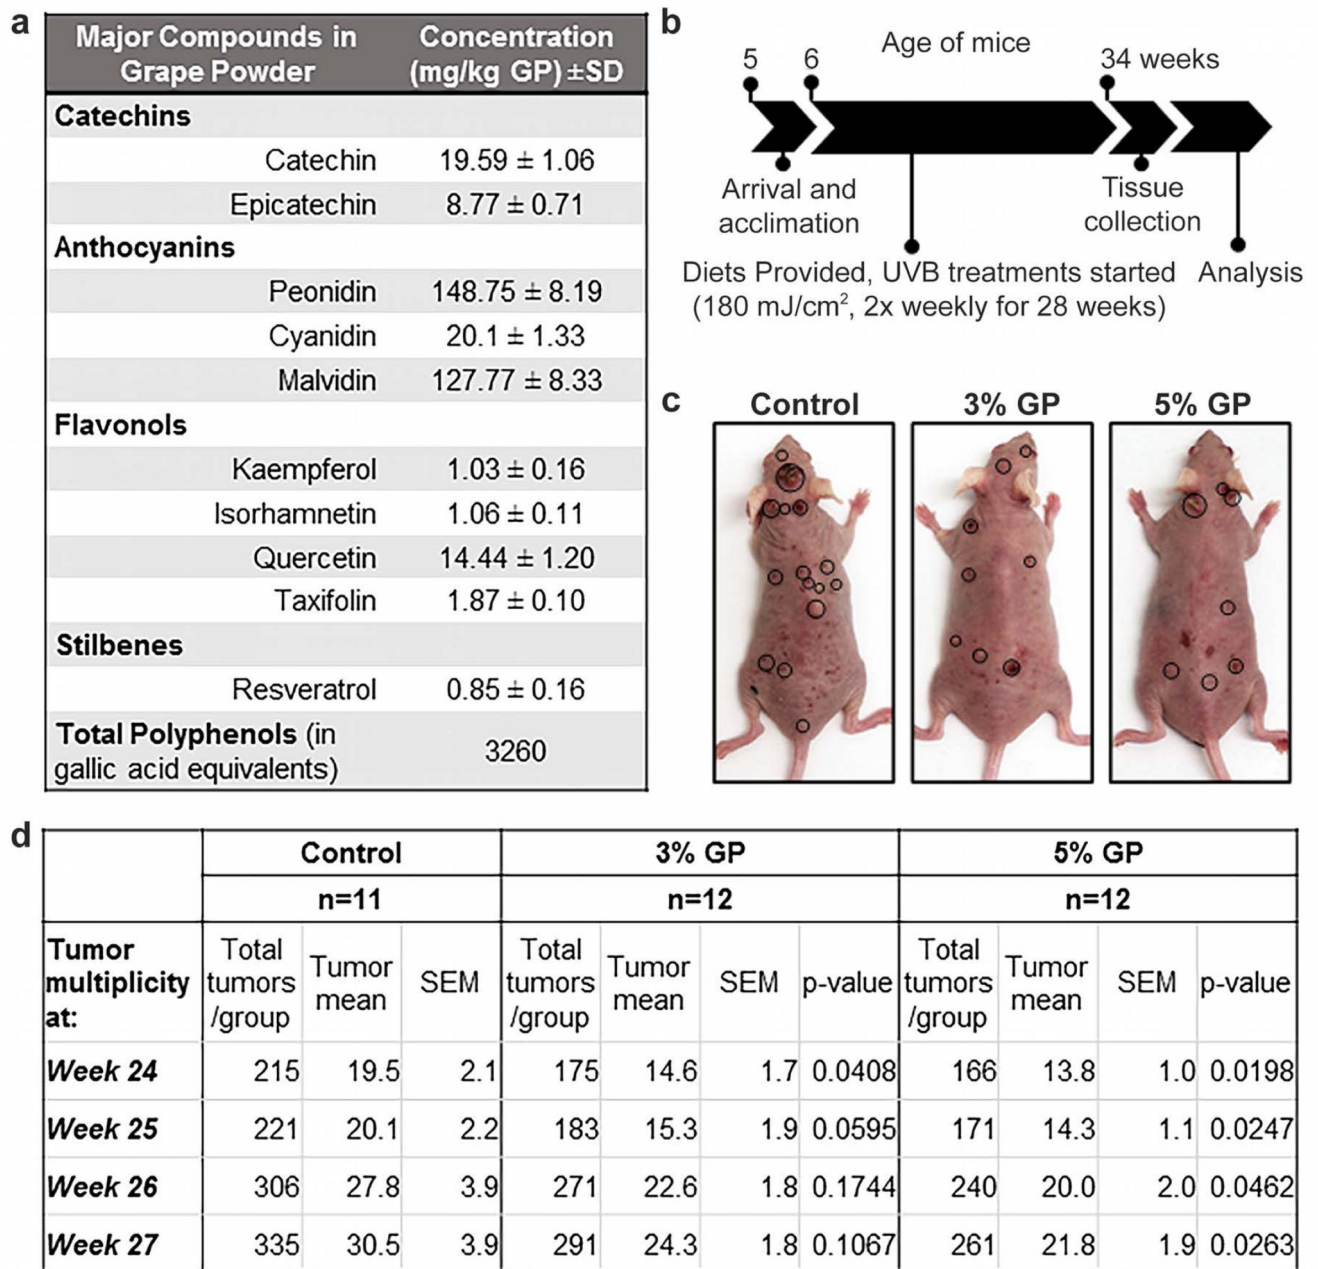 a
Major Compounds in Grape Powder Concentration (mg/kg GP) ±SD
Catechins
Catechin 19.59 ± 1.06
Epicatechin 8.77 ± 0.71
Anthocyanins
Peonidin 148.75 ± 8.19
Cyanidin 20.1 ± 1.33
Malvidin 127.77 ± 8.33
Flavonols
Kaempferol 1.03 ± 0.16
Isorhamnetin 1.06 ± 0.11
Quercetin 14.44 ± 1.20
Taxifolin 1.87 ± 0.10
Stilbenes
Resveratrol 0.85 ± 0.16
Total Polyphenols (in
gallic acid equivalents) 3260
b
Age of mice
5 6 34 weeks
Arrival and
acclimation
Tissue
collection
Diets Provided, UVB treatments started
(180 mJ/cm², 2x weekly for 28 weeks)
Analysis
c
Control 3% GP 5% GP
d
Control 3% GP 5% GP
n=11 n=12 n=12
Tumor multiplicity at: Total tumors /group Tumor mean SEM Total tumors /group Tumor mean SEM p-value Total tumors /group Tumor mean SEM p-value
Week 24 215 19.5 2.1 175 14.6 1.7 0.0408 166 13.8 1.0 0.0198
Week 25 221 20.1 2.2 183 15.3 1.9 0.0595 171 14.3 1.1 0.0247
Week 26 306 27.8 3.9 271 22.6 1.8 0.1744 240 20.0 2.0 0.0462
Week 27 335 30.5 3.9 291 24.3 1.8 0.1067 261 21.8 1.9 0.0263